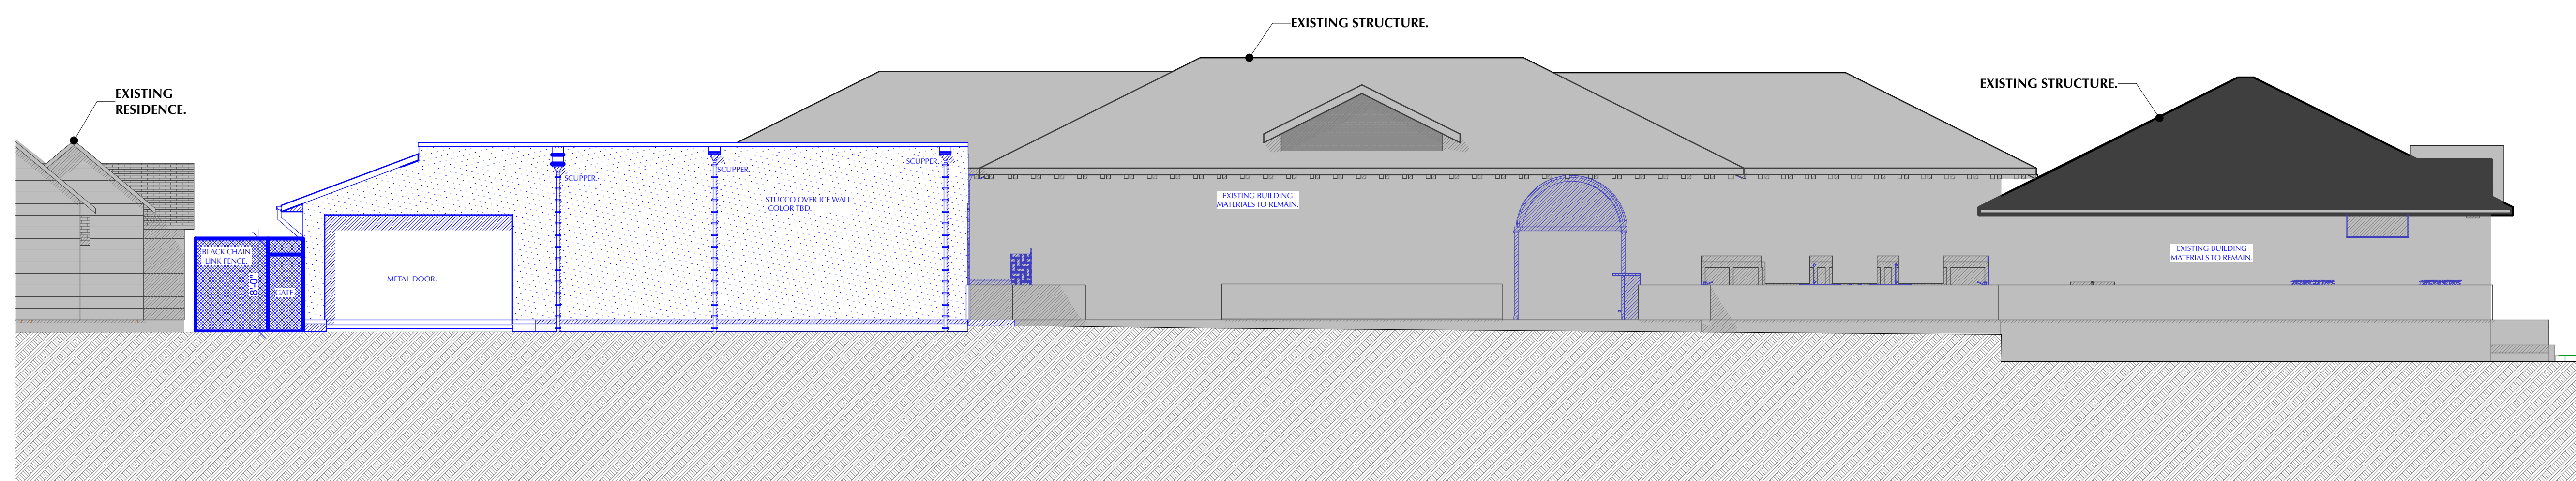 EXISTING STRUCTURE.
EXISTING
RESIDENCE.
EXISTING STRUCTURE.
SCUPPER.
SCUPPER.
SCUPPER.
STUCCO OVER ICF WALL
-COLOR TBD.
EXISTING BUILDING
MATERIALS TO REMAIN.
BLACK CHAIN
LINK FENCE.
8'-0"
GATE.
METAL DOOR.
EXISTING BUILDING
MATERIALS TO REMAIN.